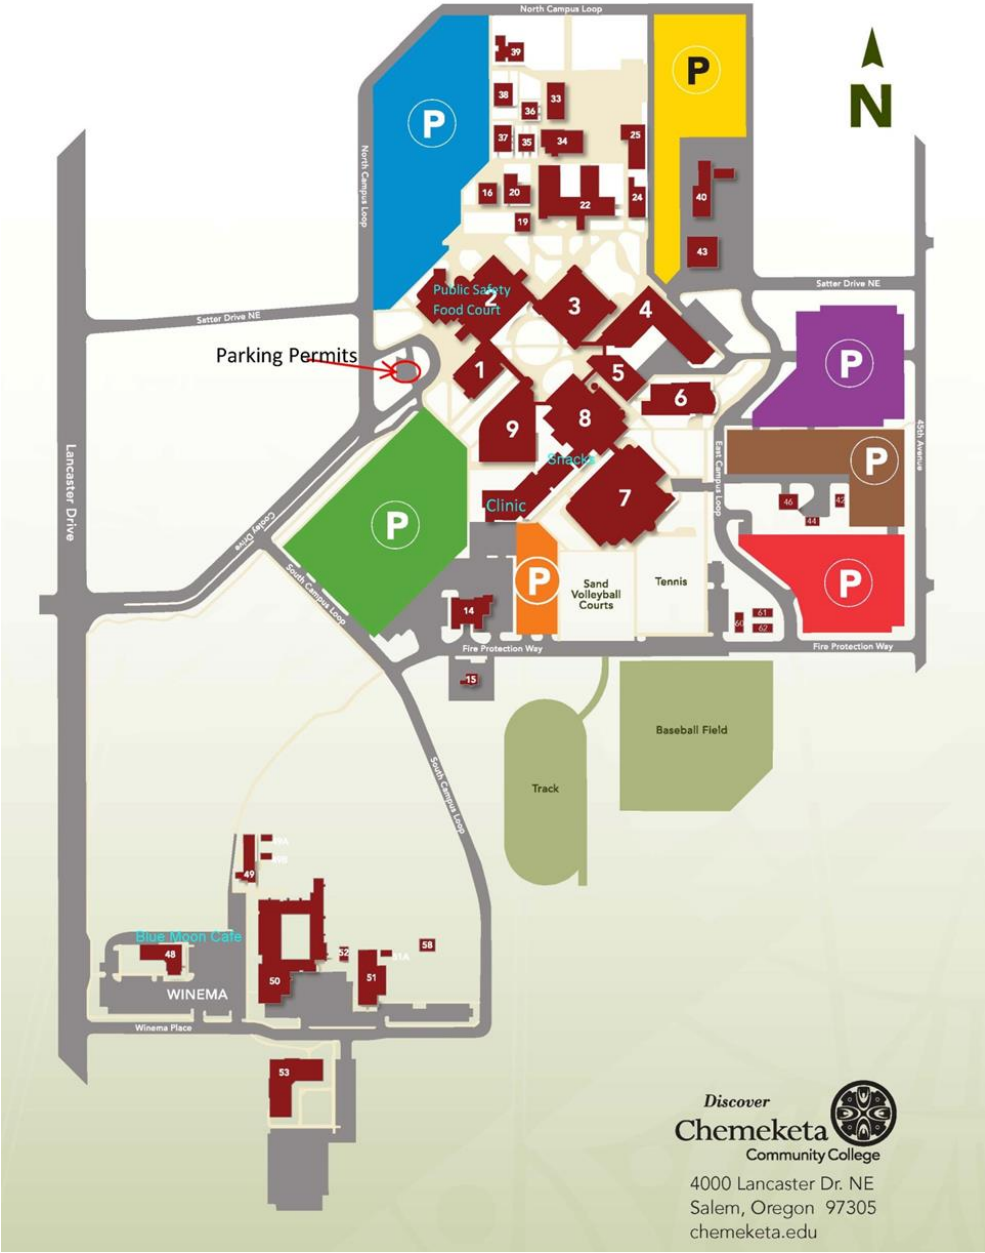 North Campus Loop
P
P
N
39
38
36
33
37
35
34
25
16
20
22
24
19
40
43
North Campus Loop
Satter Drive NE
Satter Drive NE
Public Safety
Food Court
2
3
4
Parking Permits
1
5
6
P
9
8
Snacks
7
Clinic
P
P
East Campus Loop
45th Avenue
46
42
44
Lancaster Drive
Cooley Drive
South Campus Loop
P
P
14
Sand
Volleyball
Courts
Tennis
60
61
62
Fire Protection Way
Fire Protection Way
15
Baseball Field
Track
South Campus Loop
49A
49B
49
Blue Moon Cafe
48
WINEMA
50
52
51
51A
58
Winema Place
53
Discover
Chemeketa
Community College
4000 Lancaster Dr. NE
Salem, Oregon 97305
chemeketa.edu